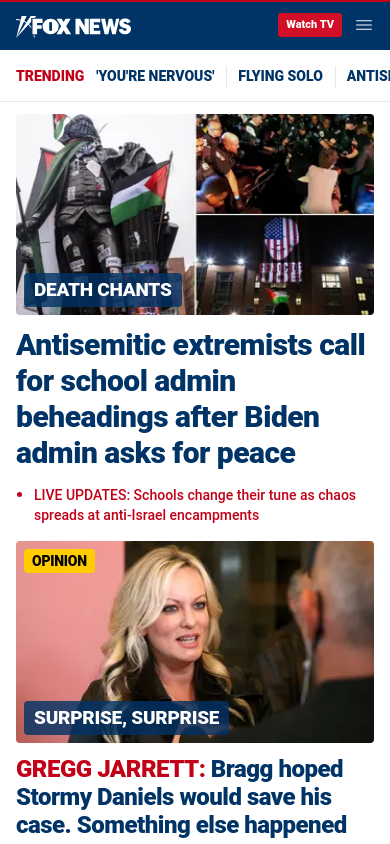 FOX NEWS
Watch TV
TRENDING 'YOU'RE NERVOUS' FLYING SOLO
DEATH CHANTS
Antisemitic extremists call
for school admin
beheadings after Biden
admin asks for peace
LIVE UPDATES: Schools change their tune as chaos
spreads at anti-Israel encampments
OPINION
SURPRISE, SURPRISE
GREGG JARRETT: Bragg hoped
Stormy Daniels would save his
case. Something else happened